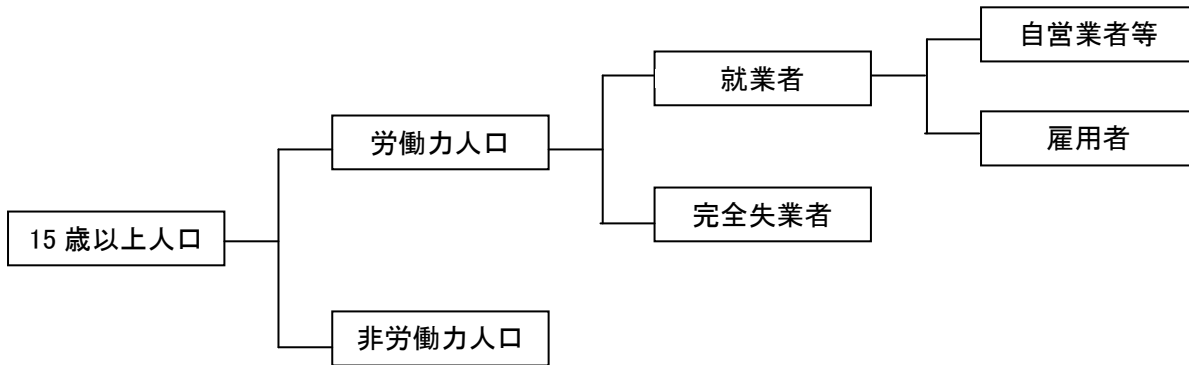 自営業者等
就業者
雇用者
労働力人口
完全失業者
15 歳以上人口
非労働力人口